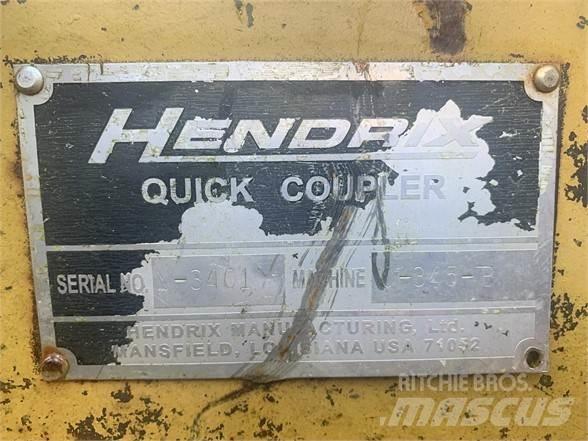 HENDRIX
QUICK COUPLER
SERIAL NO. MACHINE
HENDRIX MANUFACTURING, Ltd.
MANSFIELD, LOUISIANA USA 71052
RITCHIE BROS.
MASCUS